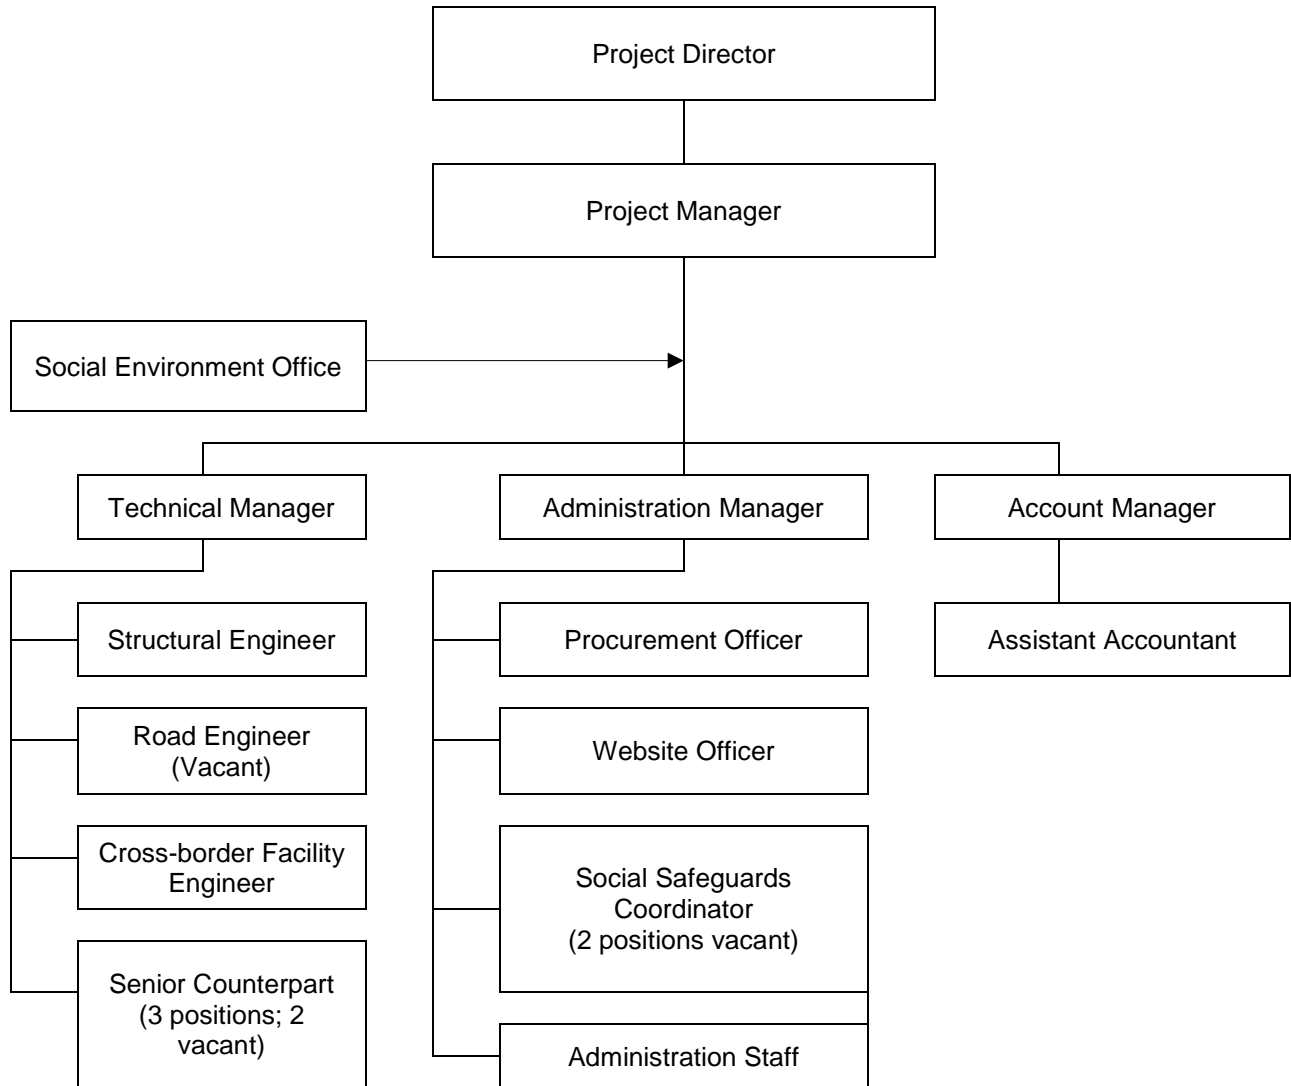 Project Director
Project Manager
Social Environment Office
Technical Manager
Administration Manager
Account Manager
Structural Engineer
Procurement Officer
Assistant Accountant
Road Engineer
(Vacant)
Website Officer
Cross-border Facility
Engineer
Social Safeguards
Coordinator
(2 positions vacant)
Senior Counterpart
(3 positions; 2
vacant)
Administration Staff